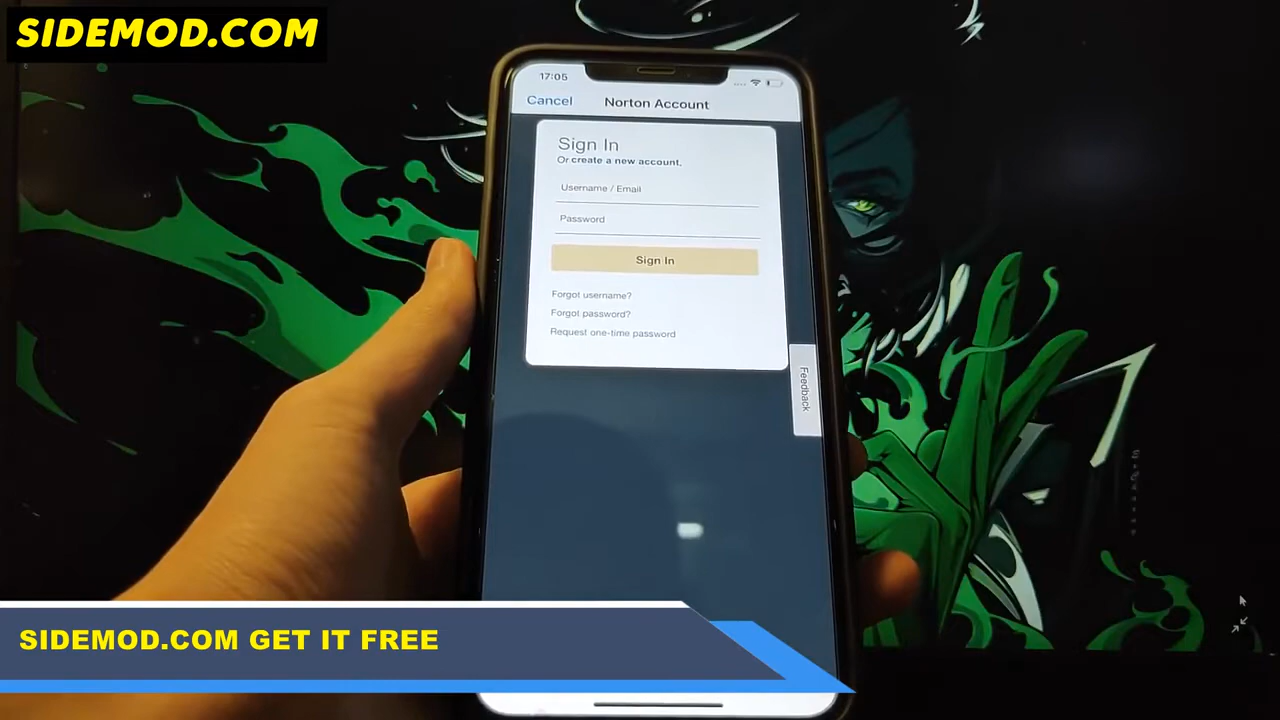 SIDEMOD.COM
17:05
Cancel
Norton Account
Sign In
Or create a new account.
Username / Email
Password
Sign In
Forgot username?
Forgot password?
Request one-time password
Feedback
SIDEMOD.COM GET IT FREE